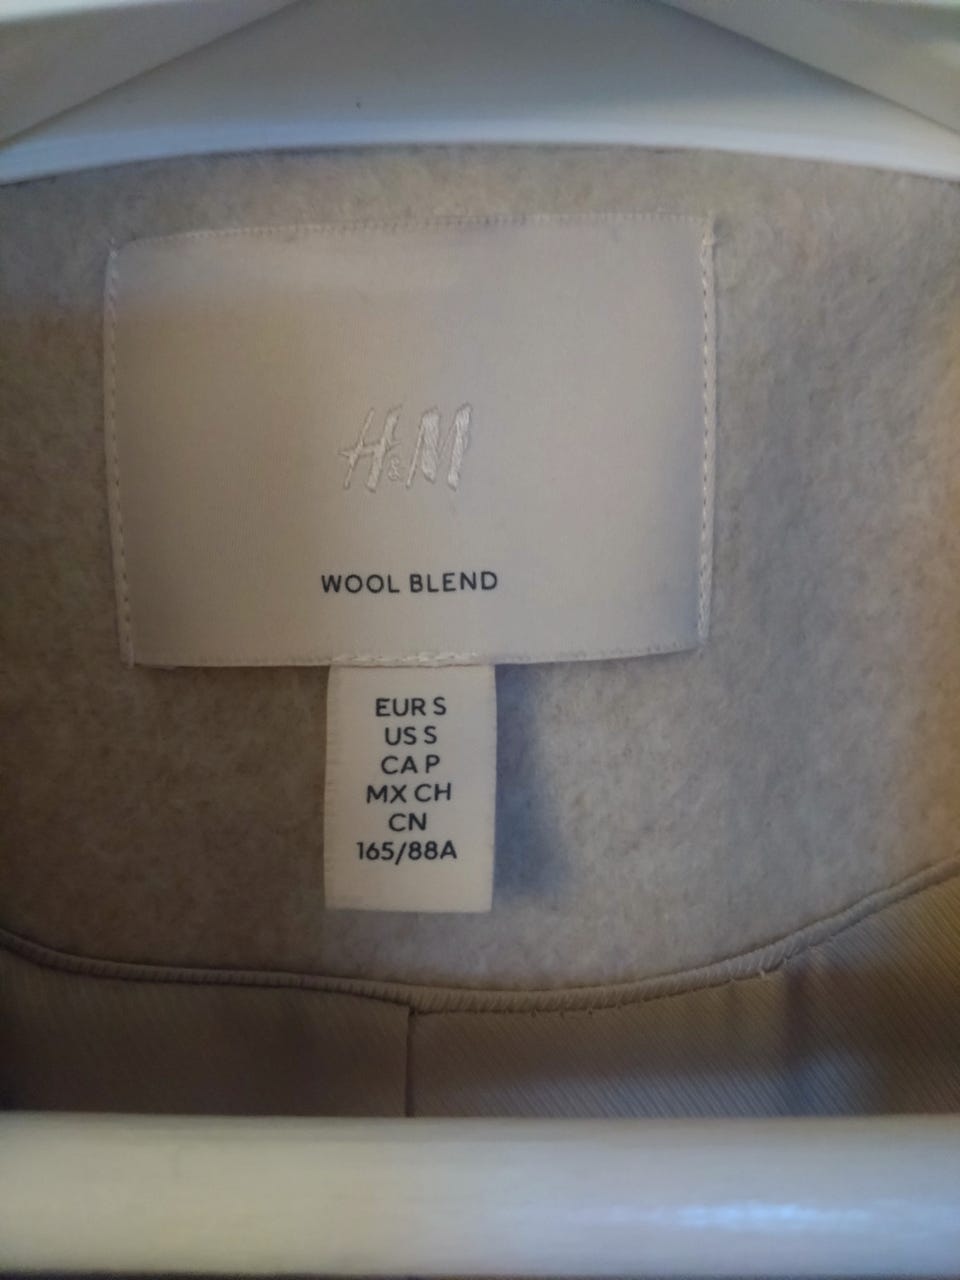 H&M
WOOL BLEND
EUR S
US S
CA P
MX CH
CN
165/88A